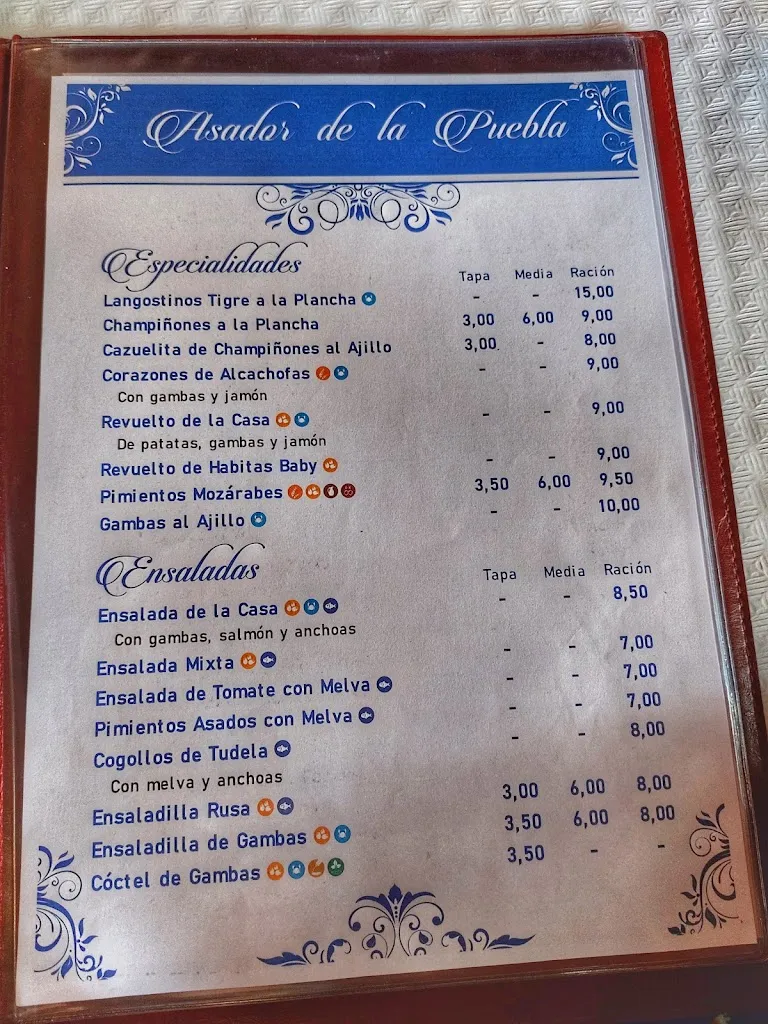 Asador de la Puebla
Especialidades Tapa Media Ración
Langostinos Tigre a la Plancha - - 15,00
Champiñones a la Plancha 3,00 6,00 9,00
Cazuelita de Champiñones al Ajillo 3,00 - 8,00
Corazones de Alcachofas - - 9,00
Con gambas y jamón
Revuelto de la Casa - - 9,00
De patatas, gambas y jamón
Revuelto de Habitas Baby - - 9,00
Pimientos Mozárabes 3,50 6,00 9,50
Gambas al Ajillo - - 10,00
Ensaladas Tapa Media Ración
Ensalada de la Casa - - 8,50
Con gambas, salmón y anchoas
Ensalada Mixta - - 7,00
Ensalada de Tomate con Melva - - 7,00
Pimientos Asados con Melva - - 7,00
Cogollos de Tudela - - 8,00
Con melva y anchoas
Ensaladilla Rusa 3,00 6,00 8,00
Ensaladilla de Gambas 3,50 6,00 8,00
Cóctel de Gambas 3,50 - -